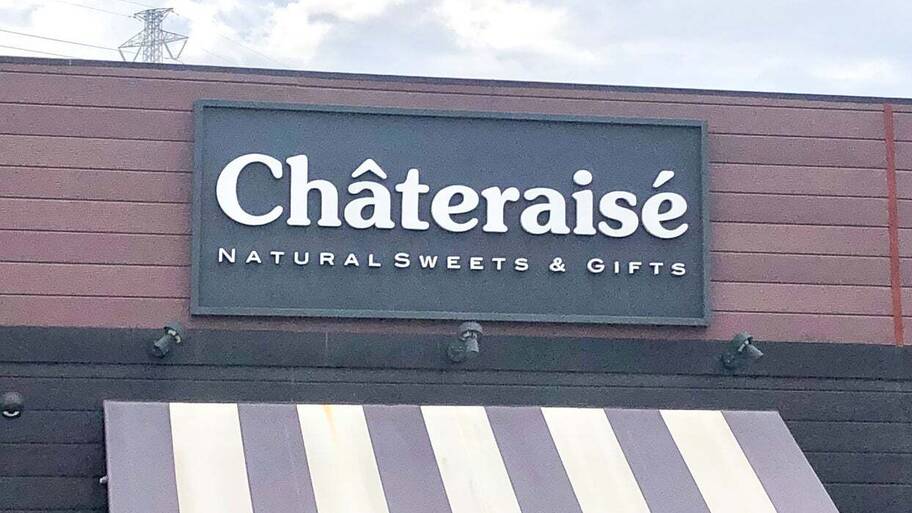 Châteraisé
NATURAL SWEETS & GIFTS